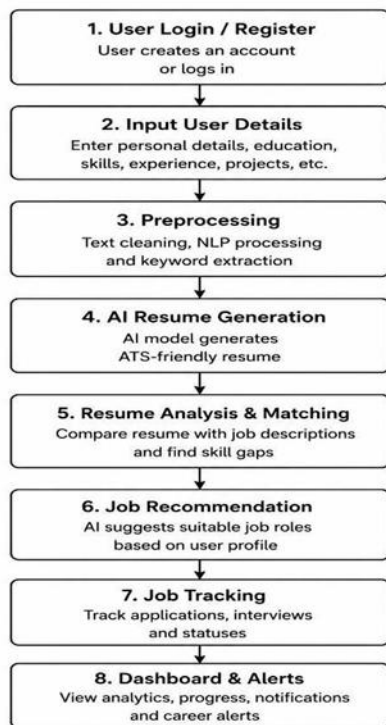 1. User Login / Register
User creates an account
or logs in
2. Input User Details
Enter personal details, education,
skills, experience, projects, etc.
3. Preprocessing
Text cleaning, NLP processing
and keyword extraction
4. AI Resume Generation
AI model generates
ATS-friendly resume
5. Resume Analysis & Matching
Compare resume with job descriptions
and find skill gaps
6. Job Recommendation
AI suggests suitable job roles
based on user profile
7. Job Tracking
Track applications, interviews
and statuses
8. Dashboard & Alerts
View analytics, progress, notifications
and career alerts